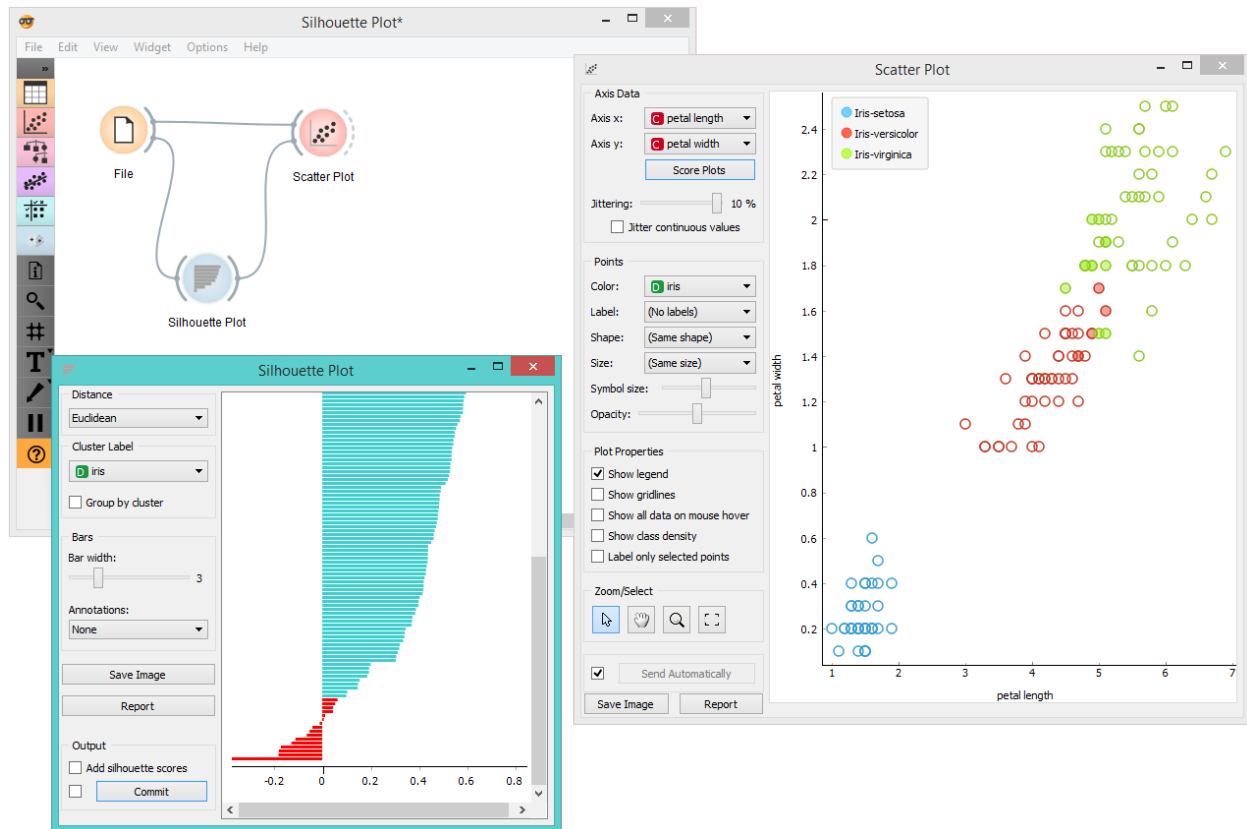 Silhouette Plot*
File Edit View Widget Options Help
»
File
Scatter Plot
Silhouette Plot
T
?
Scatter Plot
Axis Data
Axis x: C petal length
Axis y: C petal width
Score Plots
Jittering: 10 %
Jitter continuous values
Points
Color: D iris
Label: (No labels)
Shape: (Same shape)
Size: (Same size)
Symbol size:
Opacity:
Plot Properties
Show legend
Show gridlines
Show all data on mouse hover
Show class density
Label only selected points
Zoom/Select
Send Automatically
Save Image Report
Iris-setosa
Iris-versicolor
Iris-virginica
petal width
2.4
2.2
2
1.8
1.6
1.4
1.2
1
0.8
0.6
0.4
0.2
1 2 3 4 5 6 7
petal length
Silhouette Plot
Distance
Euclidean
Cluster Label
D iris
Group by cluster
Bars
Bar width:
3
Annotations:
None
Save Image
Report
Output
Add silhouette scores
Commit
-0.2 0 0.2 0.4 0.6 0.8